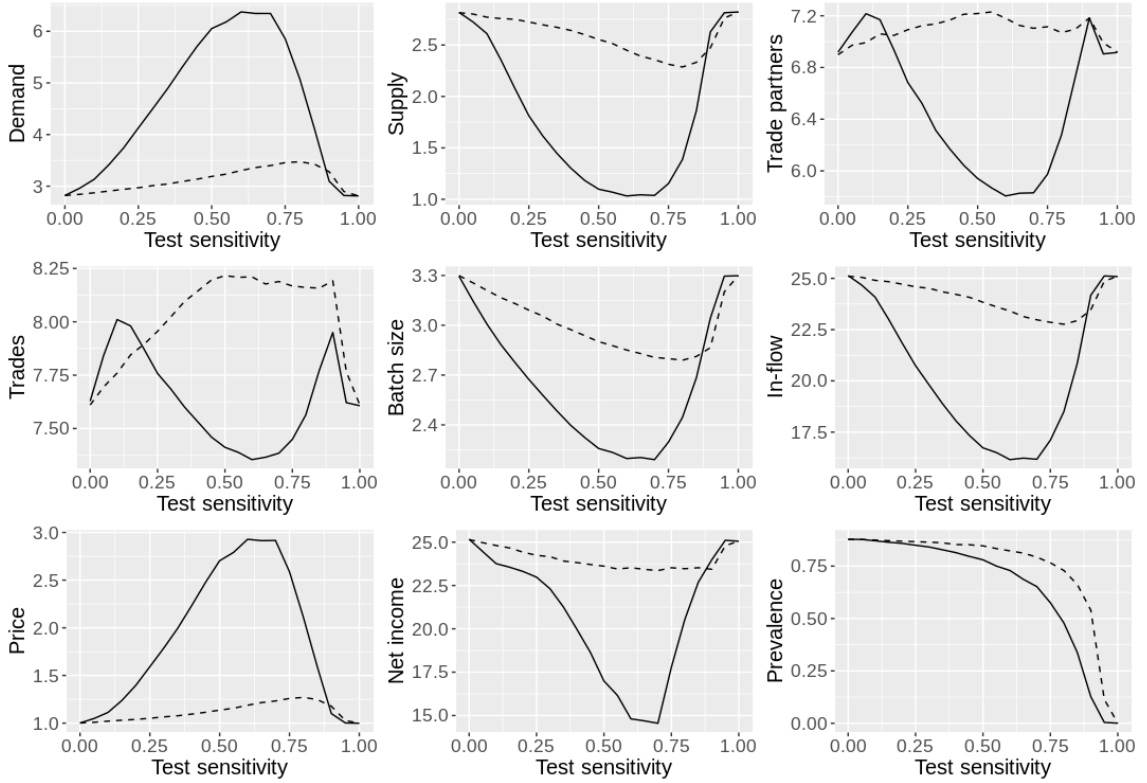 Demand
6
5
4
3
0.00 0.25 0.50 0.75 1.00
Test sensitivity
Supply
2.5
2.0
1.5
1.0
0.00 0.25 0.50 0.75 1.00
Test sensitivity
Trade partners
7.2
6.8
6.4
6.0
0.00 0.25 0.50 0.75 1.00
Test sensitivity
Trades
8.25
8.00
7.75
7.50
0.00 0.25 0.50 0.75 1.00
Test sensitivity
Batch size
3.3
3.0
2.7
2.4
0.00 0.25 0.50 0.75 1.00
Test sensitivity
In-flow
25.0
22.5
20.0
17.5
0.00 0.25 0.50 0.75 1.00
Test sensitivity
Price
3.0
2.5
2.0
1.5
1.0
0.00 0.25 0.50 0.75 1.00
Test sensitivity
Net income
25.0
22.5
20.0
17.5
15.0
0.00 0.25 0.50 0.75 1.00
Test sensitivity
Prevalence
0.75
0.50
0.25
0.00
0.00 0.25 0.50 0.75 1.00
Test sensitivity